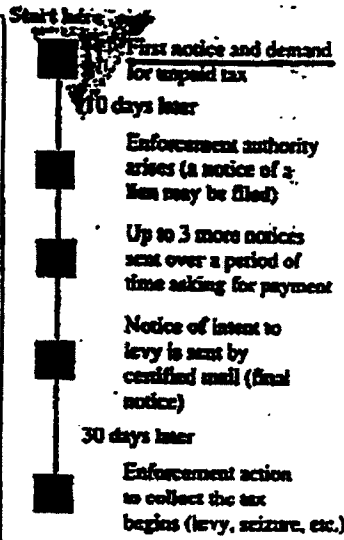 Start here
First notice and demand
for unpaid tax
10 days later
Enforcement authority
arises (a notice of a
lien may be filed)
Up to 3 more notices
sent over a period of
time asking for payment
Notice of intent to
levy is sent by
certified mail (final
notice)
30 days later
Enforcement action
to collect the tax
begins (levy, seizure, etc.)